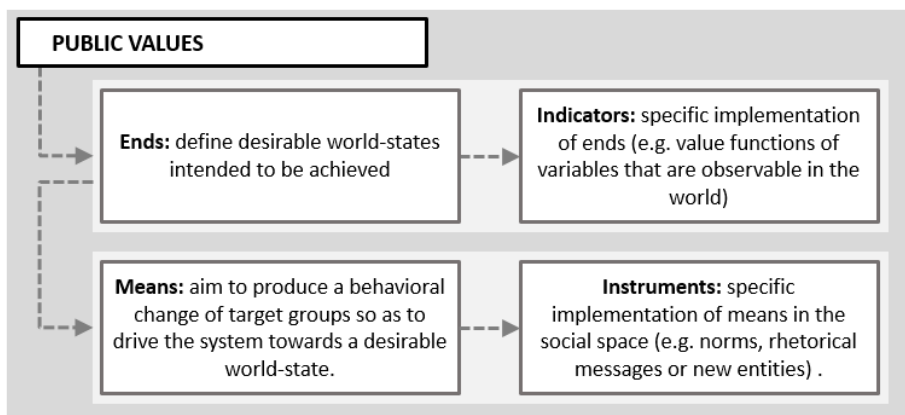 PUBLIC VALUES
Ends: define desirable world-states
intended to be achieved
Indicators: specific implementation
of ends (e.g. value functions of
variables that are observable in the
world)
Means: aim to produce a behavioral
change of target groups so as to
drive the system towards a desirable
world-state.
Instruments: specific
implementation of means in the
social space (e.g. norms, rhetorical
messages or new entities) .